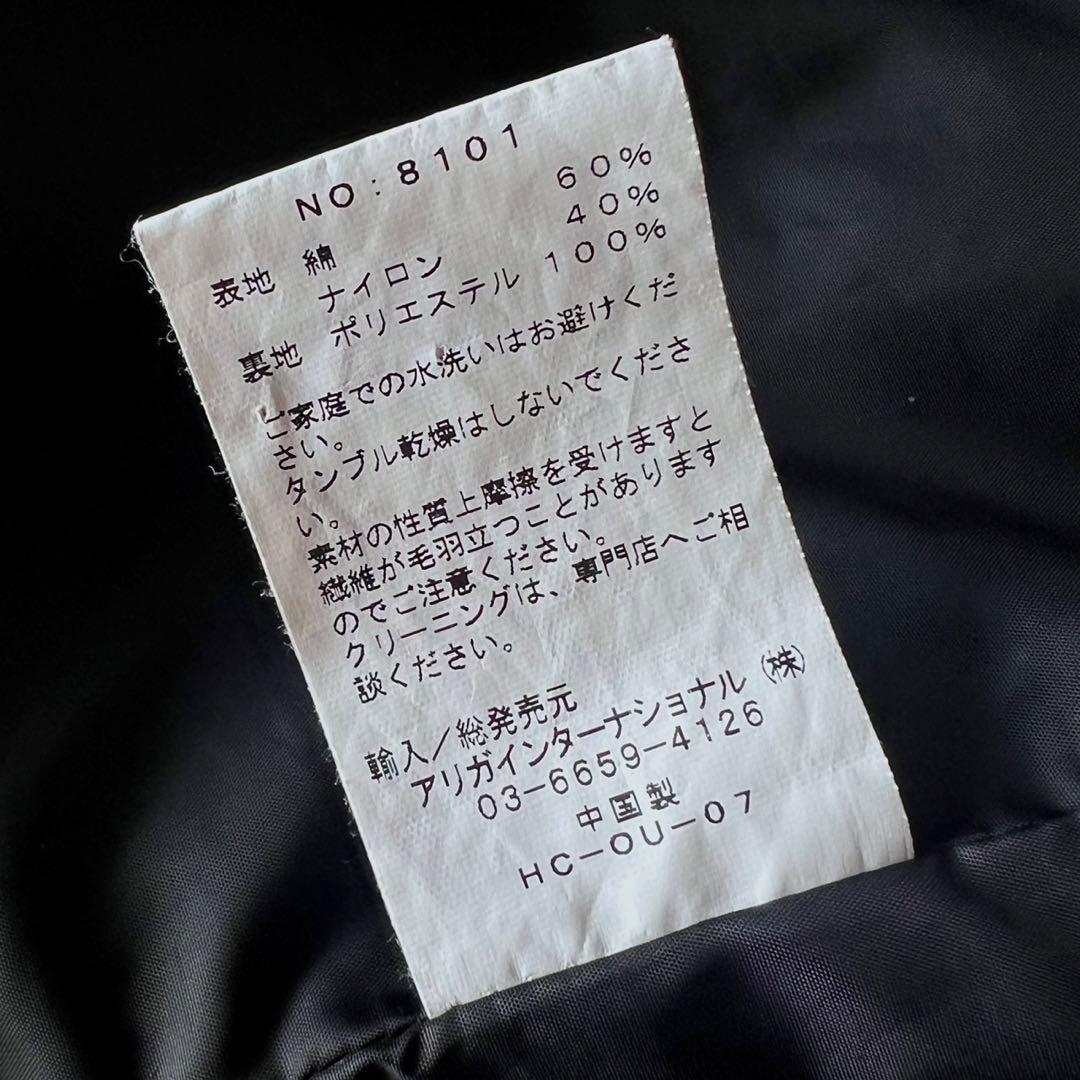 NO:8101
表地 綿 60%
ナイロン 40%
裏地 ポリエステル 100%
ご家庭での水洗いはお避けくだ
さい。
タンブル乾燥はしないでくださ
い。
素材の性質上摩擦を受けますと
繊維が毛羽立つことがあります
のでご注意ください。
クリーニングは、専門店へご相
談ください。
輸入/総発売元
アリガインターナショナル(株)
03-6659-4126
中国製
HC-OU-07